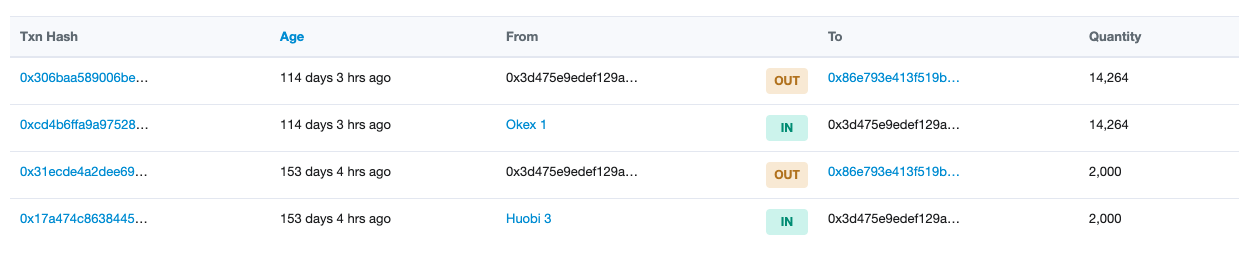 Txn Hash Age From To Quantity
0x306baa589006be... 114 days 3 hrs ago 0x3d475e9edef129a... OUT 0x86e793e413f519b... 14,264
0xcd4b6ffa9a97528... 114 days 3 hrs ago Okex 1 IN 0x3d475e9edef129a... 14,264
0x31ecde4a2dee69... 153 days 4 hrs ago 0x3d475e9edef129a... OUT 0x86e793e413f519b... 2,000
0x17a474c8638445... 153 days 4 hrs ago Huobi 3 IN 0x3d475e9edef129a... 2,000